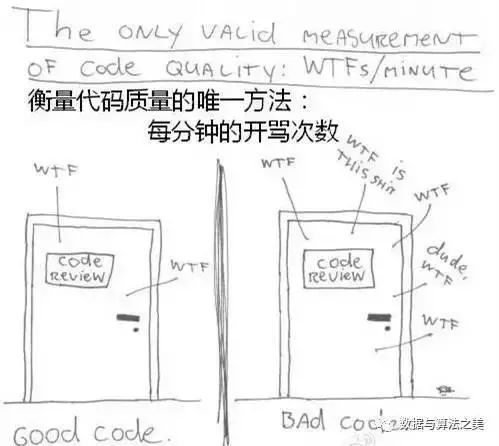 The ONLY VALID MEASUREMENT
OF Code QUALITY: WTFs/MINUTE
衡量代码质量的唯一方法：
每分钟的开骂次数
WTF
WTF
Code
REVIEW
GOOD CODE.
WTF
WTF IS
THIS SHIT
WTF
dude,
WTF
WTF
Code
REVIEW
BAd Code.
数据与算法之美